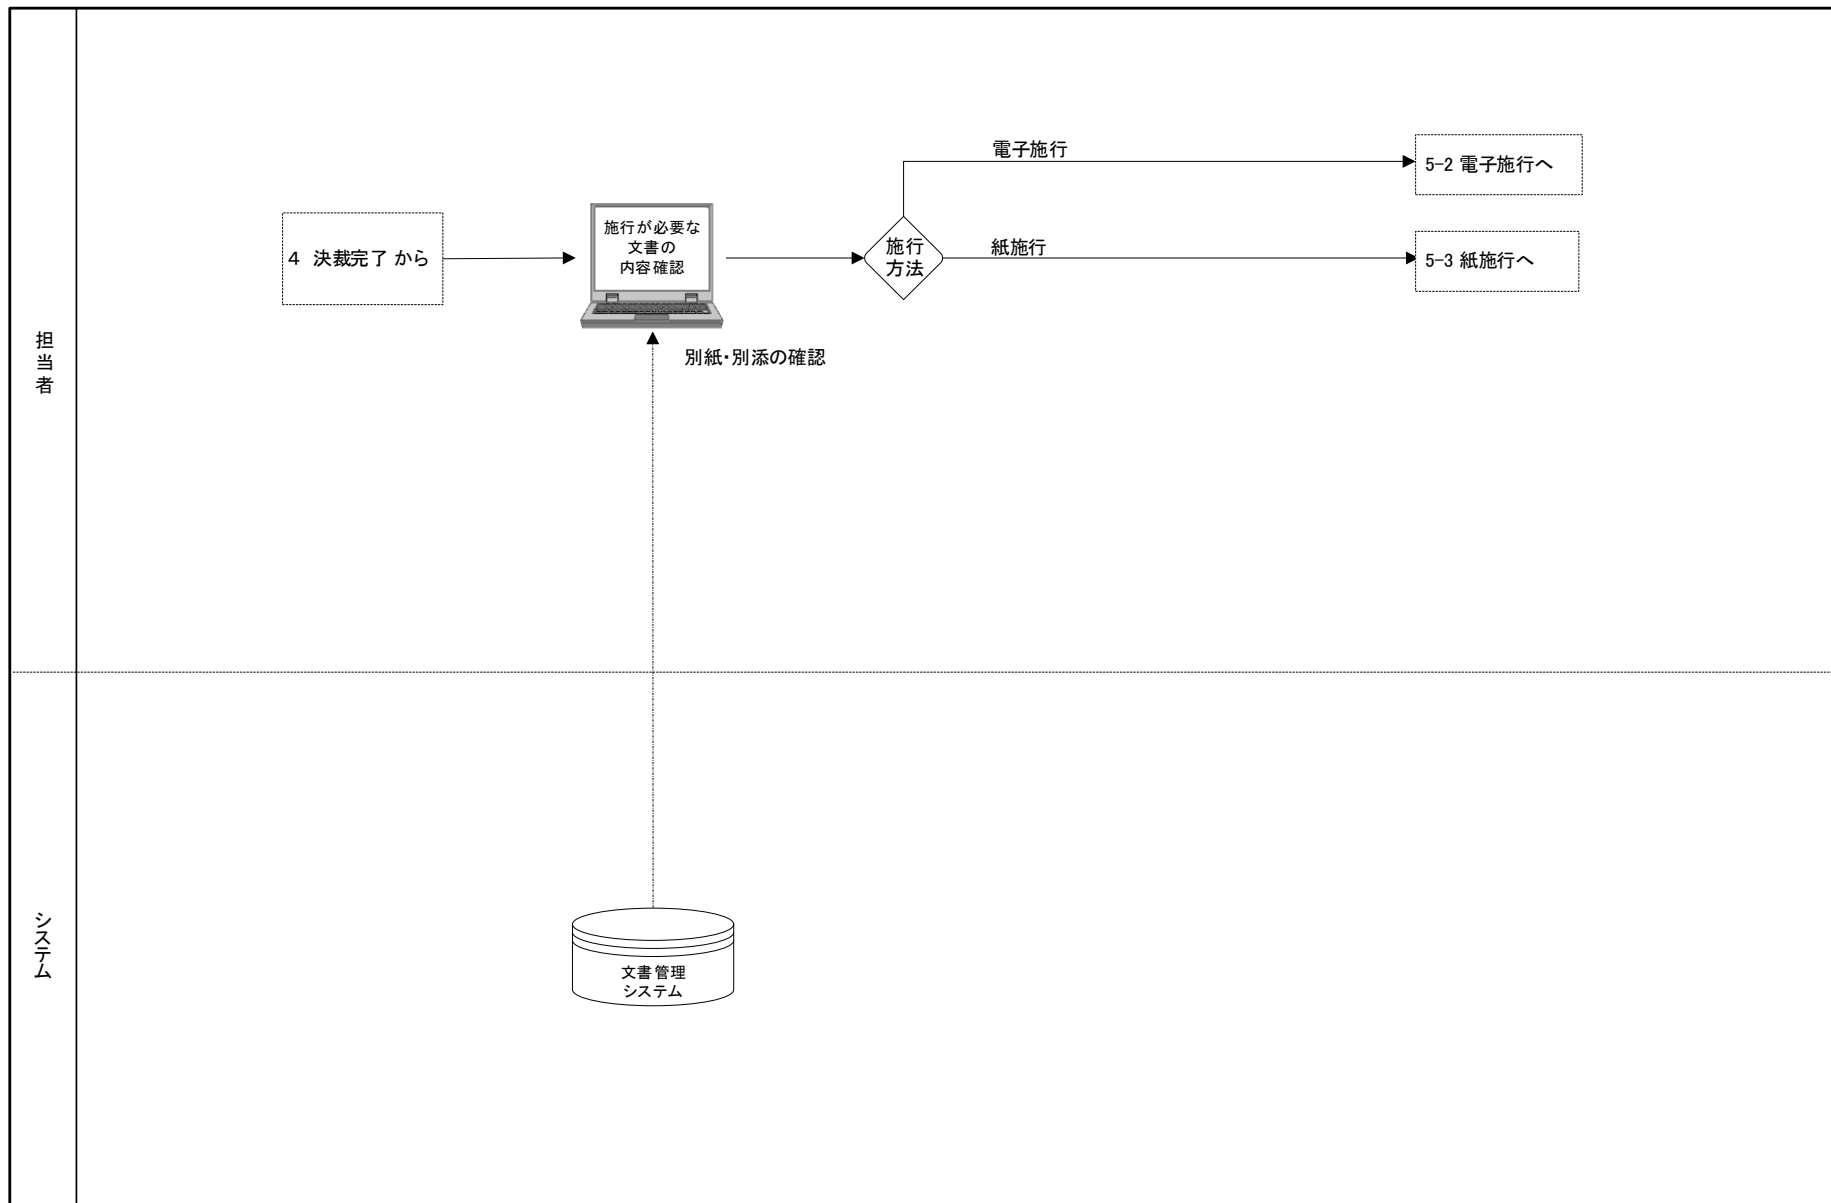 電子施行
5-2 電子施行へ
4 決裁完了 から
施行が必要な
文書の
内容確認
施行
方法
紙施行
5-3 紙施行へ
別紙・別添の確認
担当者
システム
文書管理
システム